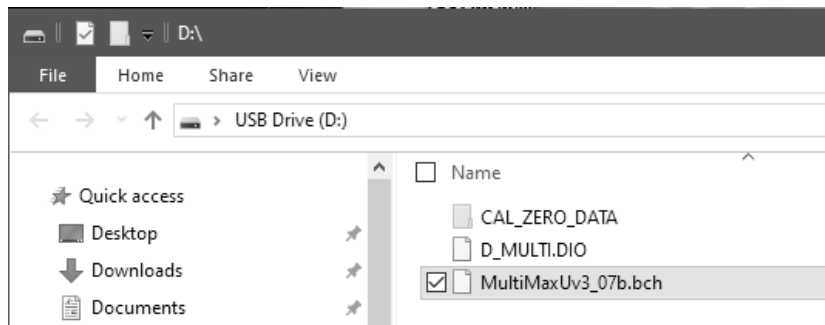 D:\
File Home Share View
USB Drive (D:)
Name
Quick access
CAL_ZERO_DATA
Desktop
D_MULTI.DIO
Downloads
MultiMaxUv3_07b.bch
Documents